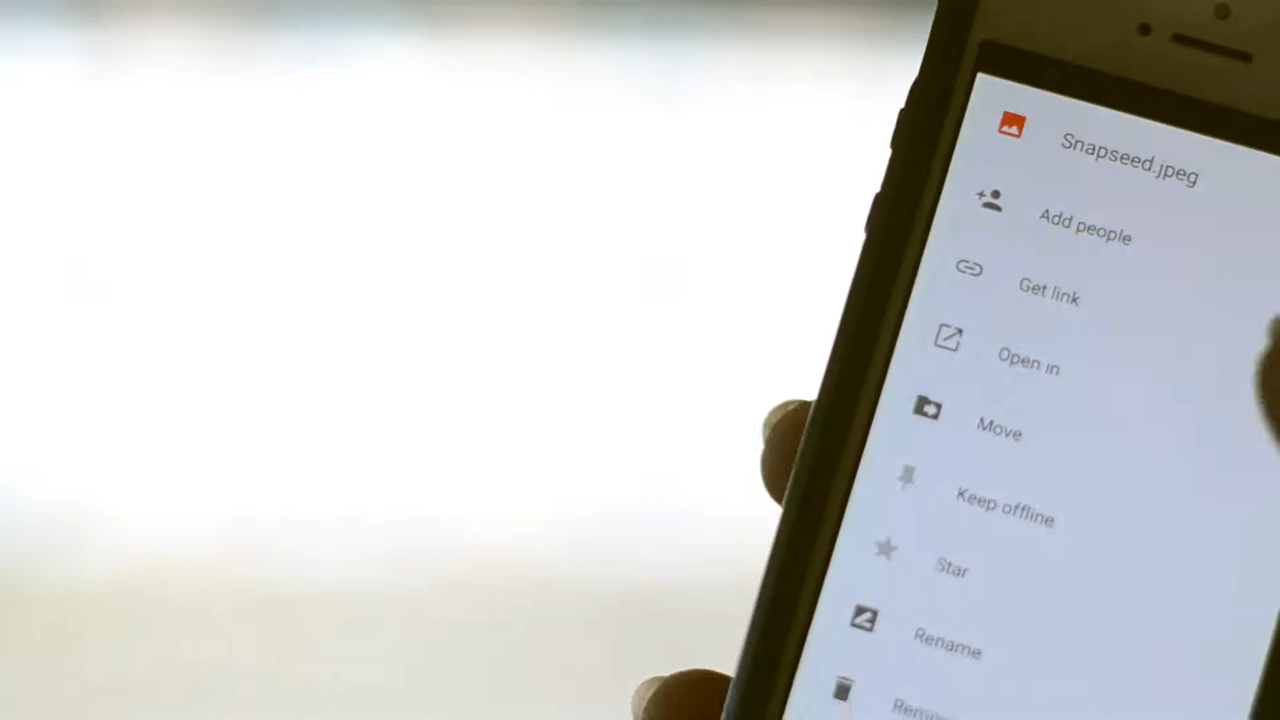 Snapseed.jpeg
Add people
Get link
Open in
Move
Keep offline
Star
Rename